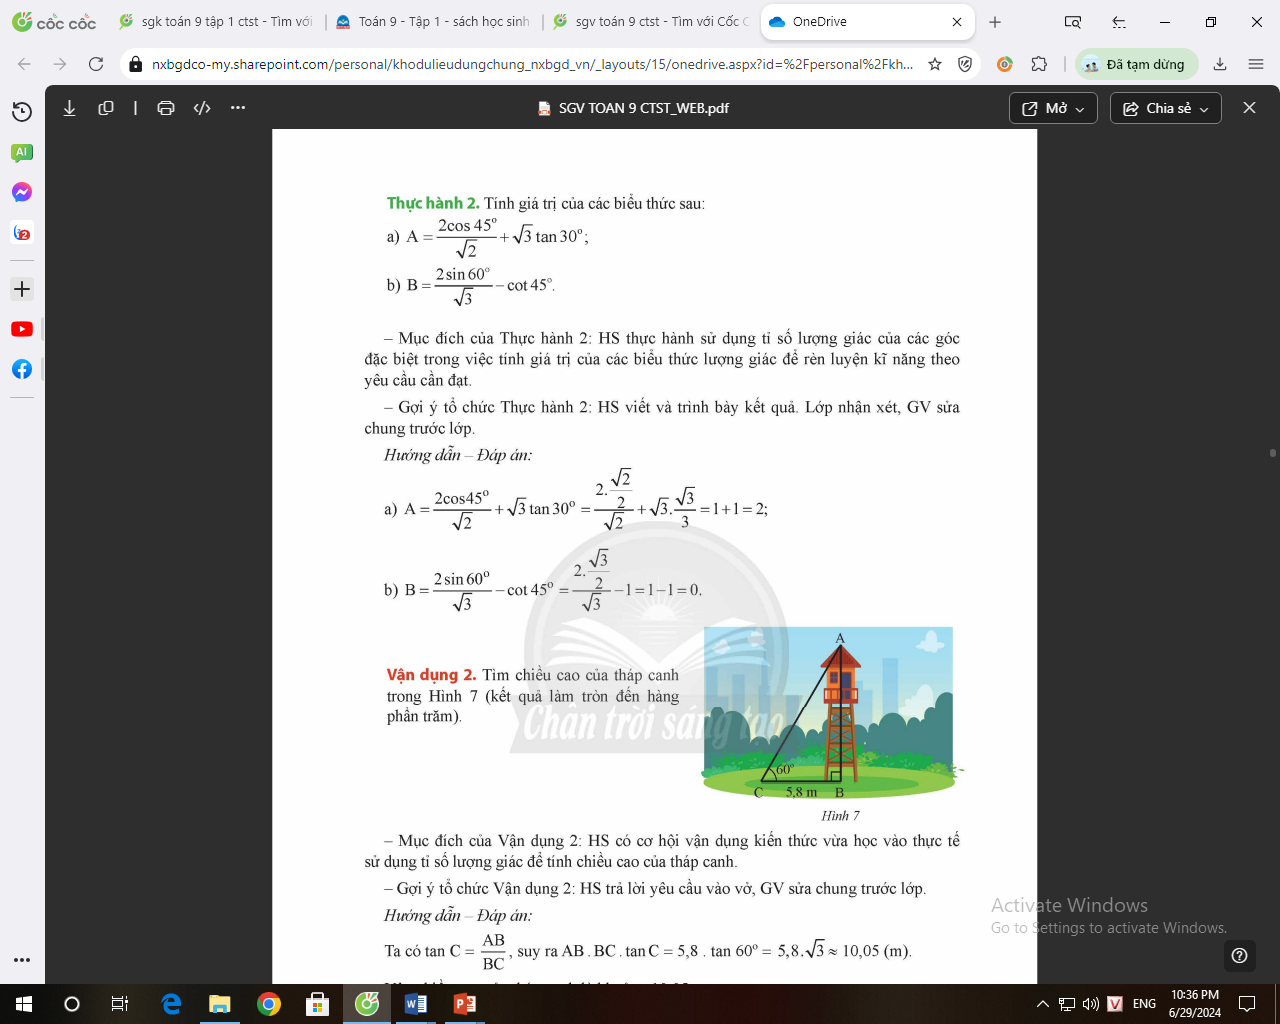 cốc cốc
sgk toán 9 tập 1 ctst - Tìm với
Toán 9 - Tập 1 - sách học sinh
sgv toán 9 ctst - Tìm với Cốc C
OneDrive
nxbgdco-my.sharepoint.com/personal/khodulieudungchung_nxbgd_vn/_layouts/15/onedrive.aspx?id=%2Fpersonal%2Fkh...
Đã tạm dừng
SGV TOAN 9 CTST_WEB.pdf
Mở
Chia sẻ
AI
2
Thực hành 2. Tính giá trị của các biểu thức sau:
a) A = 2cos 45° / √2 + √3 tan 30°;
b) B = 2sin 60° / √3 – cot 45°.
– Mục đích của Thực hành 2: HS thực hành sử dụng tỉ số lượng giác của các góc
đặc biệt trong việc tính giá trị của các biểu thức lượng giác để rèn luyện kĩ năng theo
yêu cầu cần đạt.
– Gợi ý tổ chức Thực hành 2: HS viết và trình bày kết quả. Lớp nhận xét, GV sửa
chung trước lớp.
Hướng dẫn – Đáp án:
a) A = 2cos45° / √2 + √3 tan 30° = 2. √2/2 / √2 + √3. √3/3 = 1+1 = 2;
b) B = 2sin 60° / √3 – cot 45° = 2. √3/2 / √3 –1 = 1–1 = 0.
Vận dụng 2. Tìm chiều cao của tháp canh
trong Hình 7 (kết quả làm tròn đến hàng
phần trăm).
Chân trời sáng tạo
A
60°
C 5,8 m B
Hình 7
– Mục đích của Vận dụng 2: HS có cơ hội vận dụng kiến thức vừa học vào thực tế
sử dụng tỉ số lượng giác để tính chiều cao của tháp canh.
– Gợi ý tổ chức Vận dụng 2: HS trả lời yêu cầu vào vở, GV sửa chung trước lớp.
Hướng dẫn – Đáp án:
Ta có tan C = AB/BC, suy ra AB . BC . tan C = 5,8 . tan 60° = 5,8.√3 ≈ 10,05 (m).
Activate Windows
Go to Settings to activate Windows.
ENG
10:36 PM
6/29/2024